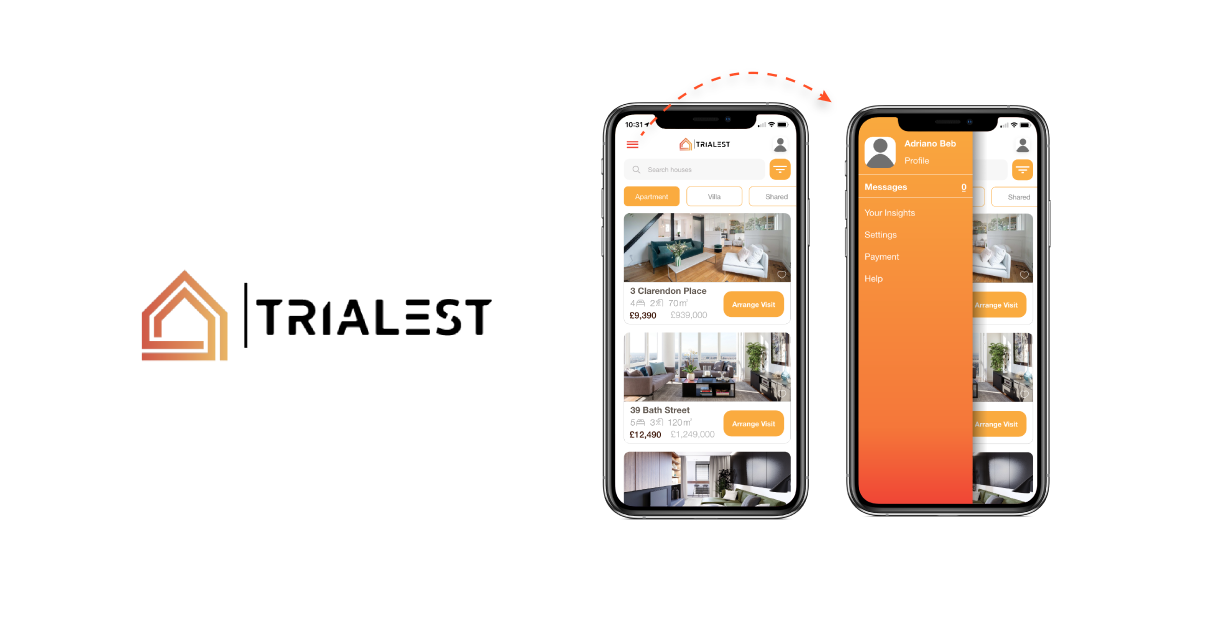 TRIALEST
10:31
TRIALEST
Search houses
Apartment
Villa
Shared
3 Clarendon Place
4 2 70㎡
£9,390 £939,000
Arrange Visit
39 Bath Street
5 3 120㎡
£12,490 £1,249,000
Arrange Visit
Adriano Beb
Profile
Messages 0
Your Insights
Settings
Payment
Help
Shared
Arrange Visit
Arrange Visit